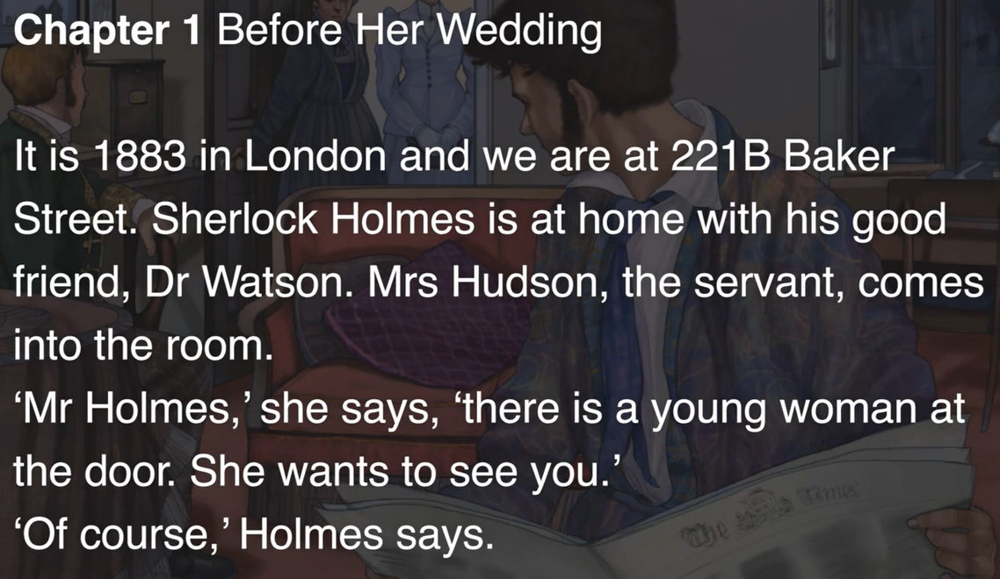 Chapter 1 Before Her Wedding
It is 1883 in London and we are at 221B Baker
Street. Sherlock Holmes is at home with his good
friend, Dr Watson. Mrs Hudson, the servant, comes
into the room.
‘Mr Holmes,’ she says, ‘there is a young woman at
the door. She wants to see you.’
‘Of course,’ Holmes says.
The Times